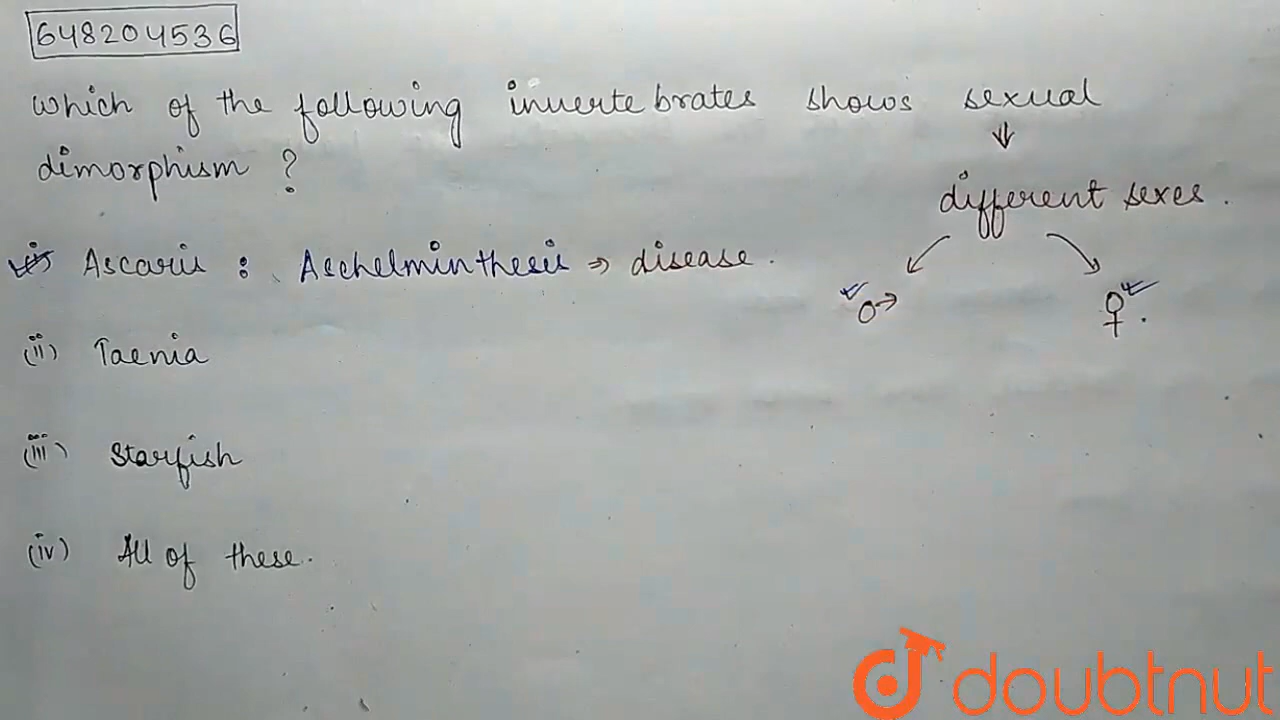 648204536
Which of the following invertebrates shows sexual
dimorphism ?
⇓
different sexes .
(i) Ascaris : Aschelminthesis ⇒ disease .
♂ ♀ .
(ii) Taenia
(iii) Starfish
(iv) All of these .
doubtnut